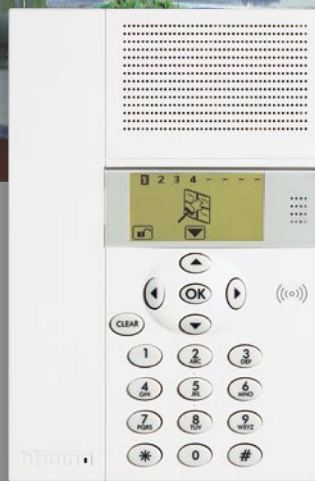 1 2 3 4 - - - -
OK
CLEAR
1 2 ABC 3 DEF
4 GHI 5 JKL 6 MNO
7 PQRS 8 TUV 9 WXYZ
* 0 #
bticino